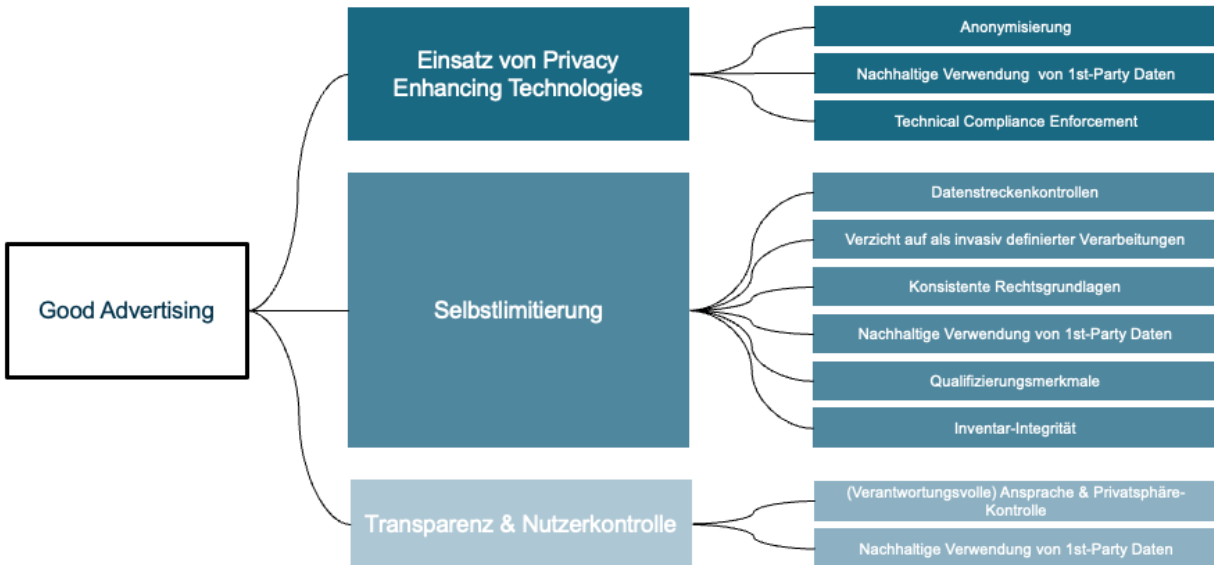 Good Advertising
Einsatz von Privacy
Enhancing Technologies
Anonymisierung
Nachhaltige Verwendung von 1st-Party Daten
Technical Compliance Enforcement
Selbstlimitierung
Datenstreckenkontrollen
Verzicht auf als invasiv definierter Verarbeitungen
Konsistente Rechtsgrundlagen
Nachhaltige Verwendung von 1st-Party Daten
Qualifizierungsmerkmale
Inventar-Integrität
Transparenz & Nutzerkontrolle
(Verantwortungsvolle) Ansprache & Privatsphäre-
Kontrolle
Nachhaltige Verwendung von 1st-Party Daten